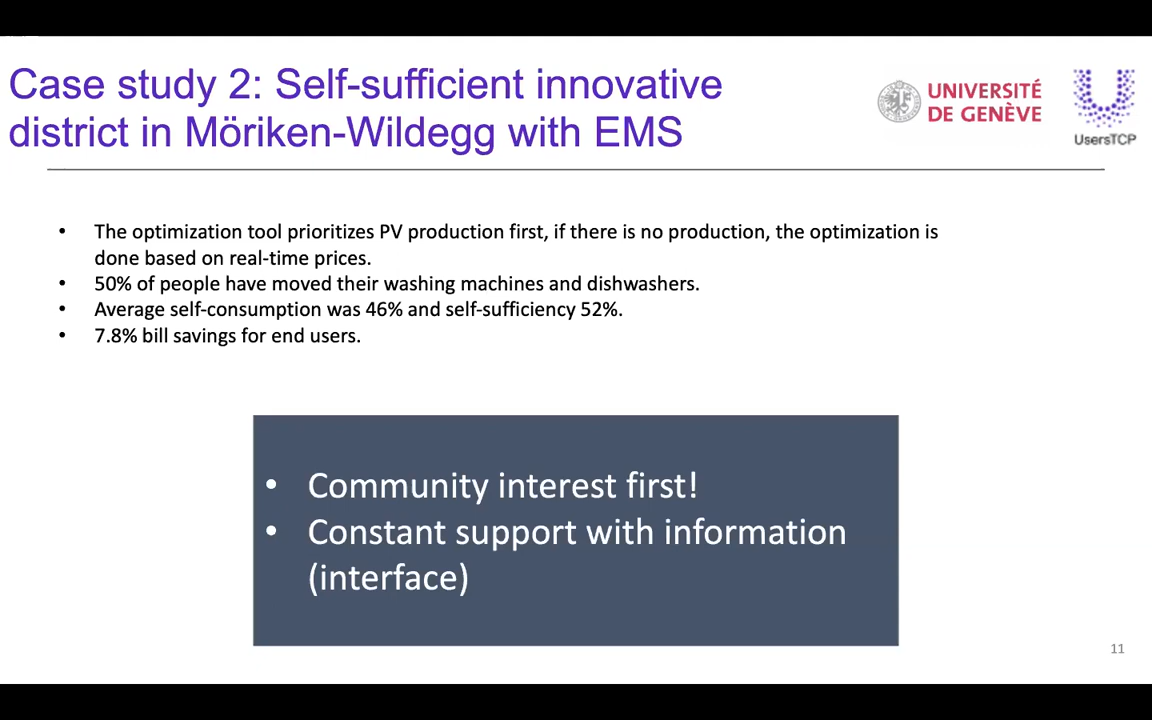 Case study 2: Self-sufficient innovative
district in Möriken-Wildegg with EMS
UNIVERSITÉ
DE GENÈVE
UsersTCP
• The optimization tool prioritizes PV production first, if there is no production, the optimization is
done based on real-time prices.
• 50% of people have moved their washing machines and dishwashers.
• Average self-consumption was 46% and self-sufficiency 52%.
• 7.8% bill savings for end users.
• Community interest first!
• Constant support with information
(interface)
11